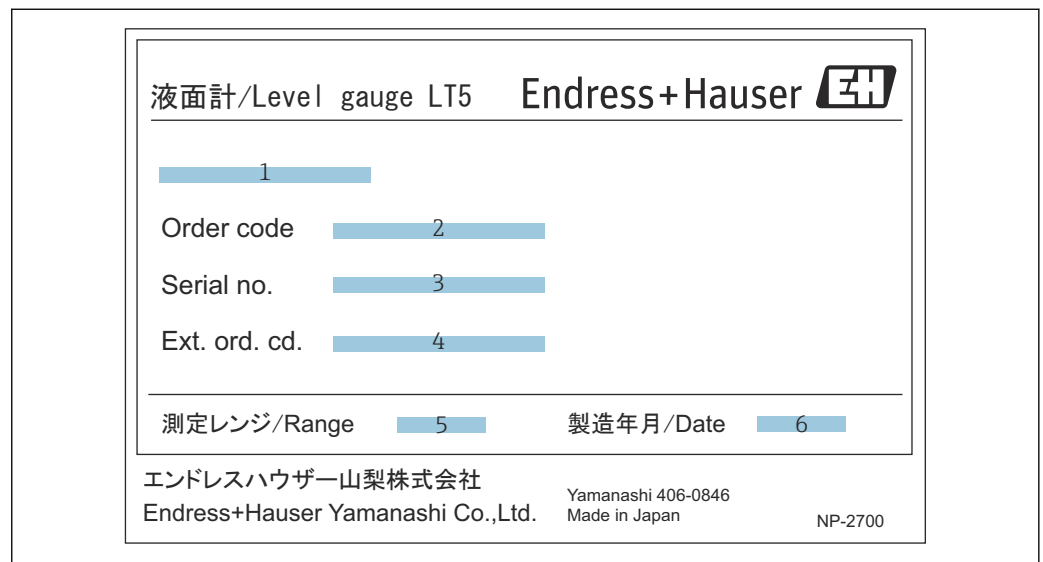 液面計/Level gauge LT5 Endress+Hauser EH
1
Order code 2
Serial no. 3
Ext. ord. cd. 4
測定レンジ/Range 5 製造年月/Date 6
エンドレスハウザー山梨株式会社
Endress+Hauser Yamanashi Co.,Ltd.
Yamanashi 406-0846
Made in Japan
NP-2700